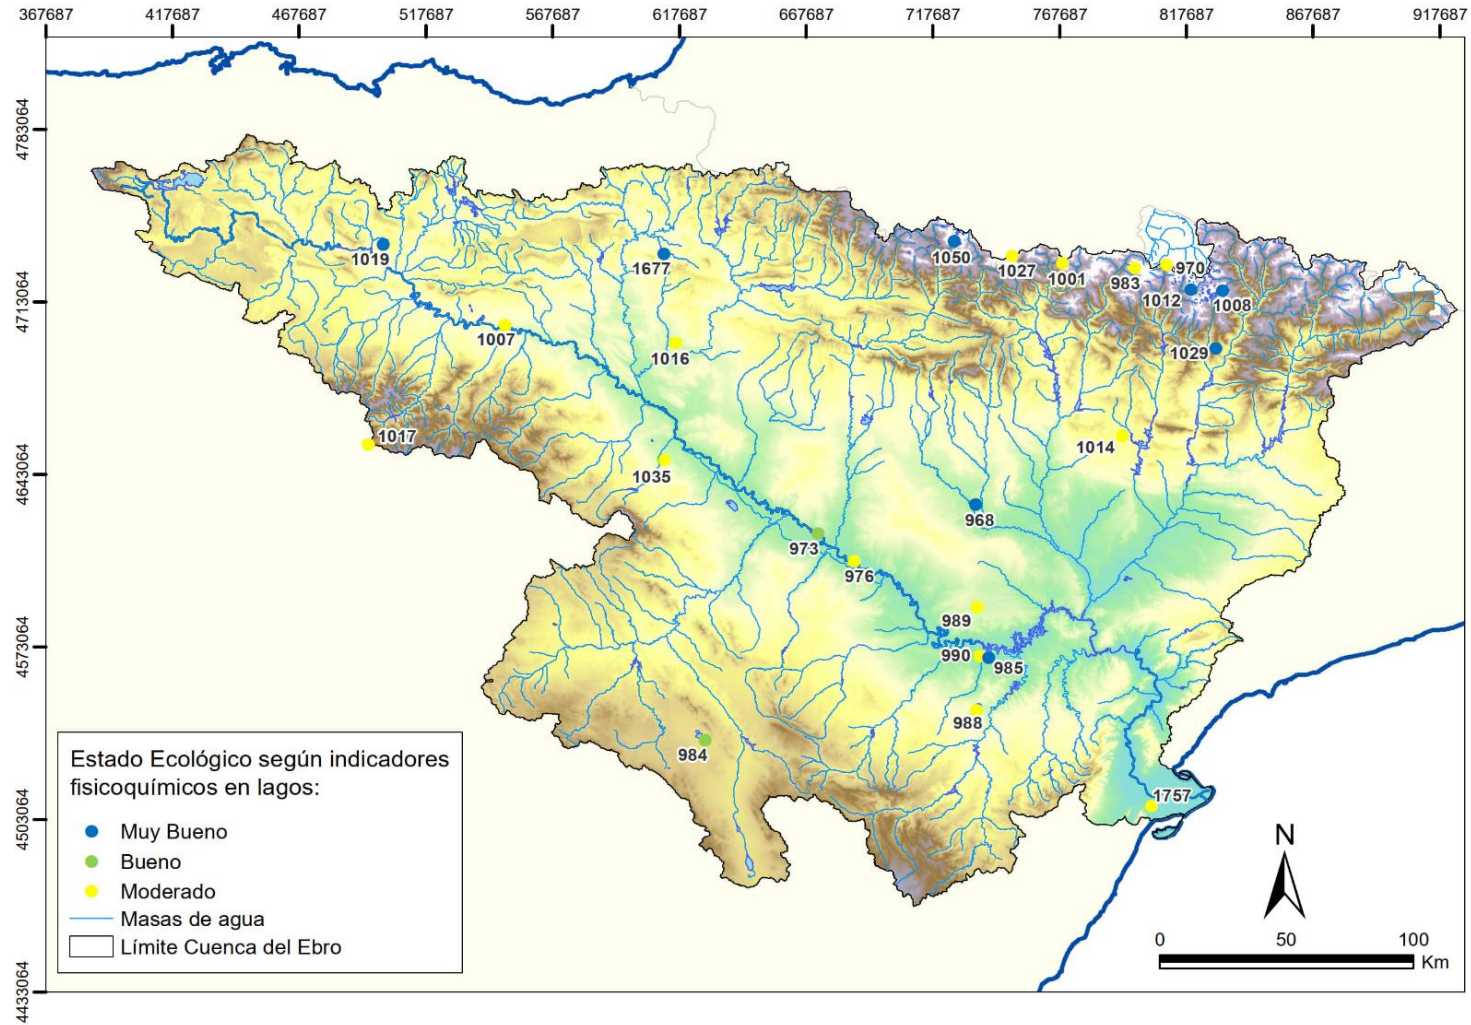 367687 417687 467687 517687 567687 617687 667687 717687 767687 817687 867687 917687
4783064
4713064
4643064
4573064
4503064
4433064
1019
1677
1050
1027
1001
983
970
1012
1008
1007
1016
1029
1017
1014
1035
968
973
976
989
990
985
988
984
1757
Estado Ecológico según indicadores
fisicoquímicos en lagos:
Muy Bueno
Bueno
Moderado
Masas de agua
Límite Cuenca del Ebro
N
0 50 100
Km